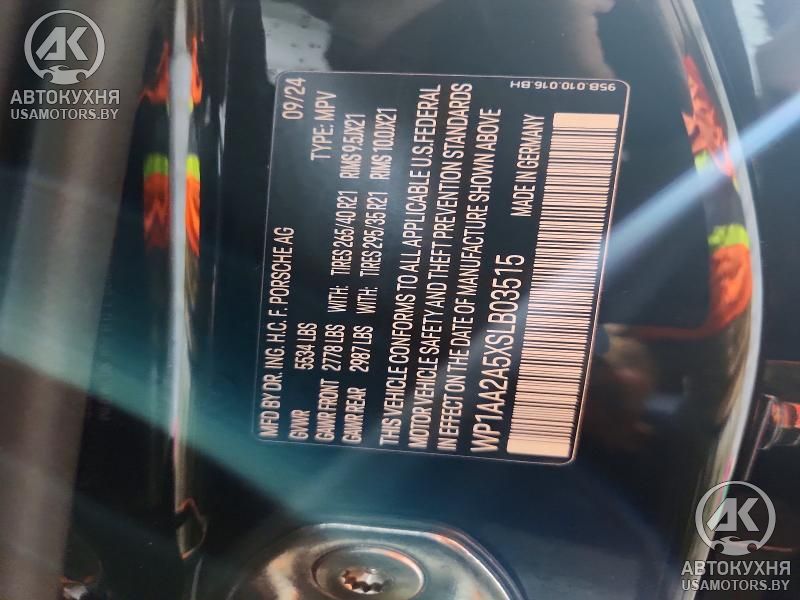 MFD BY DR. ING. H.C. F. PORSCHE AG 09/24
GVWR 5534 LBS TYPE: MPV
GAWR FRONT 2778 LBS WITH: TIRES 265/40 R21 RIMS 9.5JX21
GAWR REAR 2987 LBS WITH: TIRES 295/35 R21 RIMS 10.0JX21
THIS VEHICLE CONFORMS TO ALL APPLICABLE U.S. FEDERAL
MOTOR VEHICLE SAFETY AND THEFT PREVENTION STANDARDS
IN EFFECT ON THE DATE OF MANUFACTURE SHOWN ABOVE
WP1AA2A5XSLB03515 MADE IN GERMANY
95B.010.016.BH
АК
АВТОКУХНЯ
USAMOTORS.BY
АК
АВТОКУХНЯ
USAMOTORS.BY